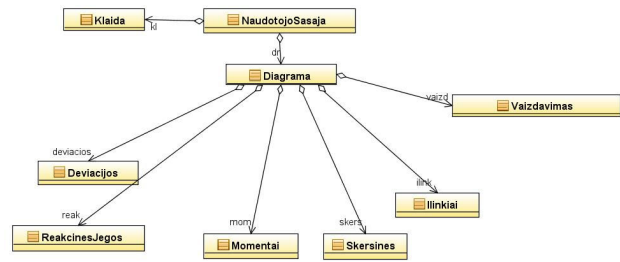 Klaida
NaudotojoSasaja
kl
dr
Diagrama
vaizd
Vaizdavimas
deviacios
Deviacijos
ilink
Ilinkiai
reak
mom
skers
ReakcinesJegos
Momentai
Skersines